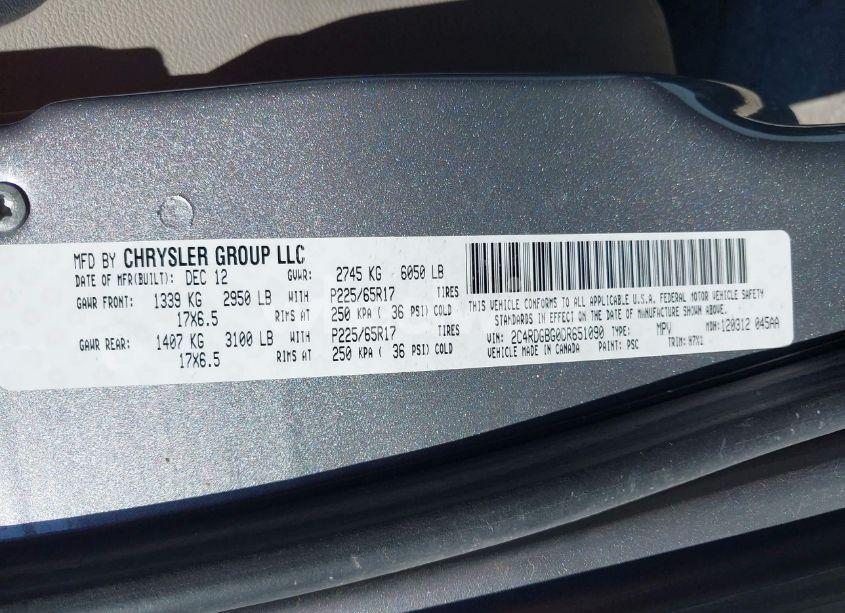 MFD BY CHRYSLER GROUP LLC
DATE OF MFR(BUILT): DEC 12 GVWR: 2745 KG 6050 LB
GAWR FRONT: 1339 KG 2950 LB WITH P225/65R17 TIRES
17X6.5 RIMS AT 250 KPA ( 36 PSI) COLD
GAWR REAR: 1407 KG 3100 LB WITH P225/65R17 TIRES
17X6.5 RIMS AT 250 KPA ( 36 PSI) COLD
THIS VEHICLE CONFORMS TO ALL APPLICABLE U.S.A. FEDERAL MOTOR VEHICLE SAFETY
STANDARDS IN EFFECT ON THE DATE OF MANUFACTURE SHOWN ABOVE.
VIN: 2C4RDGBG0DR651090 TYPE: MPV MDH: 120312 045AA
VEHICLE MADE IN CANADA PAINT: PSC TRIM: H7X1